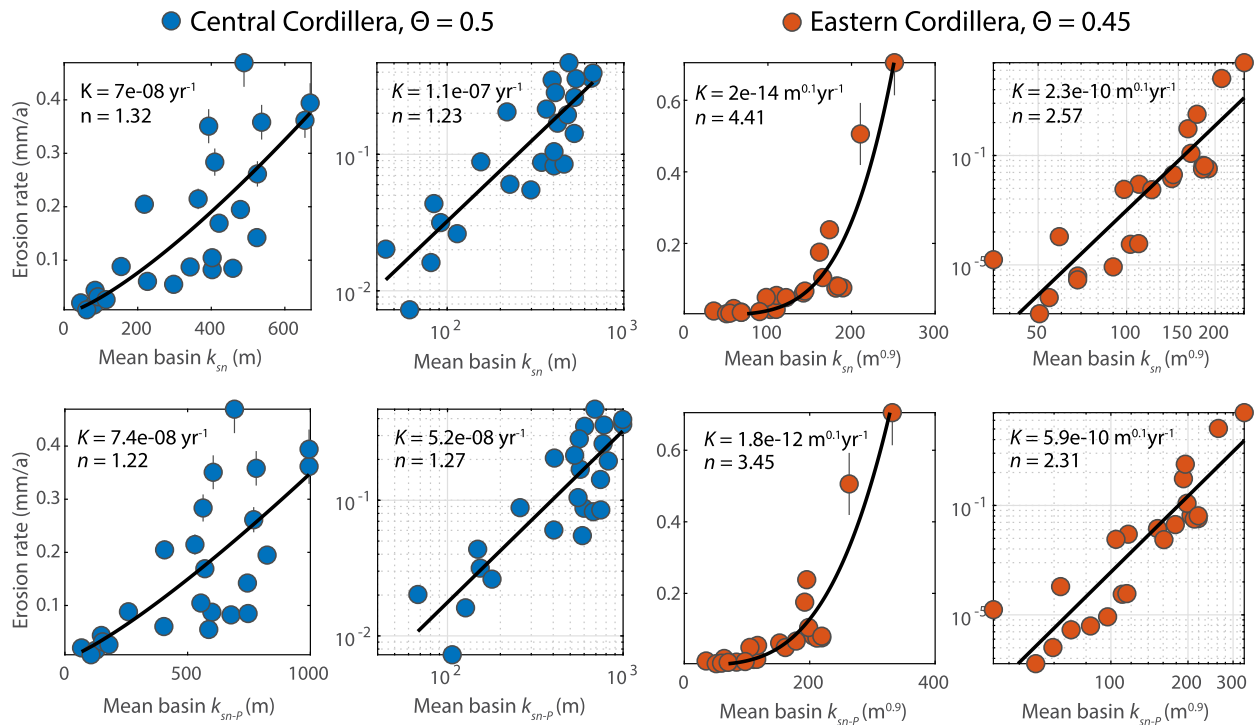 Central Cordillera, Θ = 0.5
Eastern Cordillera, Θ = 0.45
Erosion rate (mm/a)
0.4
0.3
0.2
0.1
K = 7e-08 yr⁻¹
n = 1.32
0 200 400 600
Mean basin kₛₙ (m)
10⁻¹
10⁻²
K = 1.1e-07 yr⁻¹
n = 1.23
10² 10³
Mean basin kₛₙ (m)
0.6
0.4
0.2
K = 2e-14 m⁰·¹yr⁻¹
n = 4.41
0 100 200 300
Mean basin kₛₙ (m⁰·⁹)
10⁻¹
10⁻⁵
K = 2.3e-10 m⁰·¹yr⁻¹
n = 2.57
50 100 150 200
Mean basin kₛₙ (m⁰·⁹)
Erosion rate (mm/a)
0.4
0.3
0.2
0.1
K = 7.4e-08 yr⁻¹
n = 1.22
0 500 1000
Mean basin kₛₙ₋P (m)
10⁻¹
10⁻²
K = 5.2e-08 yr⁻¹
n = 1.27
10² 10³
Mean basin kₛₙ₋P (m)
0.6
0.4
0.2
0
K = 1.8e-12 m⁰·¹yr⁻¹
n = 3.45
0 200 400
Mean basin kₛₙ₋P (m⁰·⁹)
10⁻¹
10⁻⁵
K = 5.9e-10 m⁰·¹yr⁻¹
n = 2.31
100 200 300
Mean basin kₛₙ₋P (m⁰·⁹)